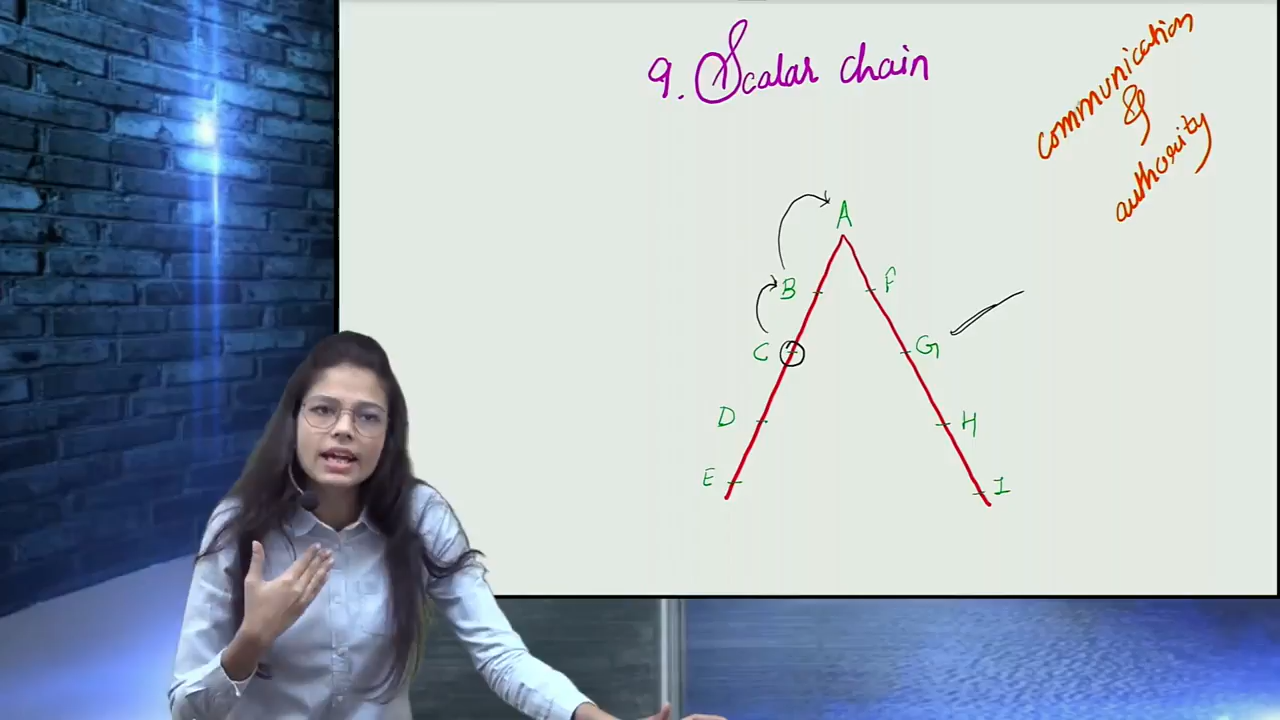 9. Scalar chain
communication
&
authority
A
B F
C G
D H
E I